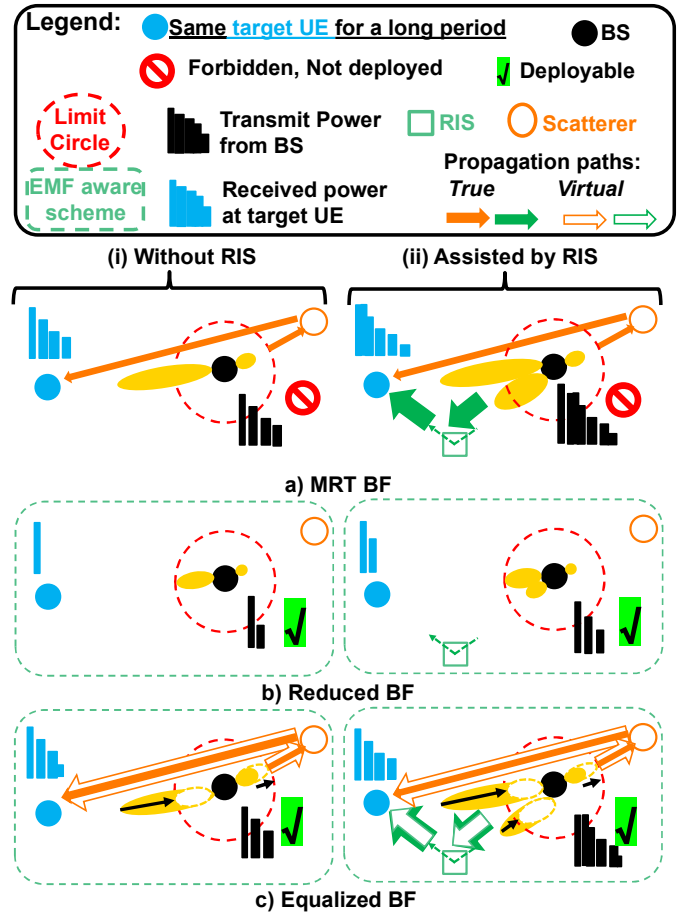 Legend:
Same target UE for a long period
BS
Forbidden, Not deployed
√ Deployable
Limit
Circle
Transmit Power
from BS
RIS
Scatterer
EMF aware
scheme
Received power
at target UE
Propagation paths:
True
Virtual
(i) Without RIS
(ii) Assisted by RIS
a) MRT BF
√
√
b) Reduced BF
√
√
c) Equalized BF